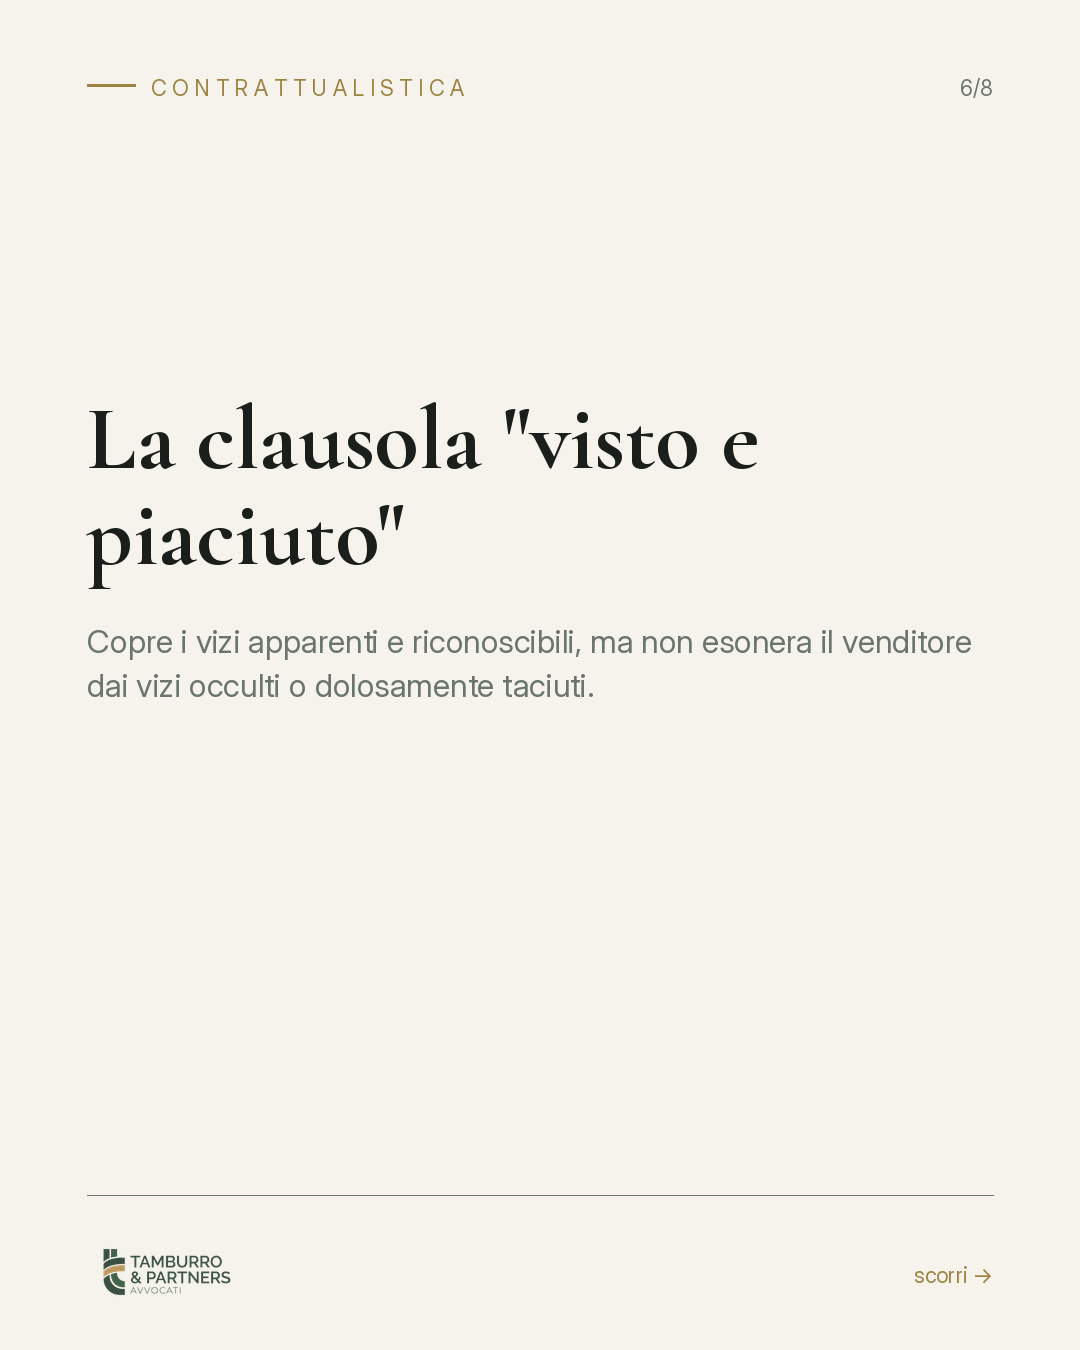 CONTRATTUALISTICA
6/8
La clausola "visto e
piaciuto"
Copre i vizi apparenti e riconoscibili, ma non esonera il venditore
dai vizi occulti o dolosamente taciuti.
TAMBURRO
& PARTNERS
AVVOCATI
scorri →